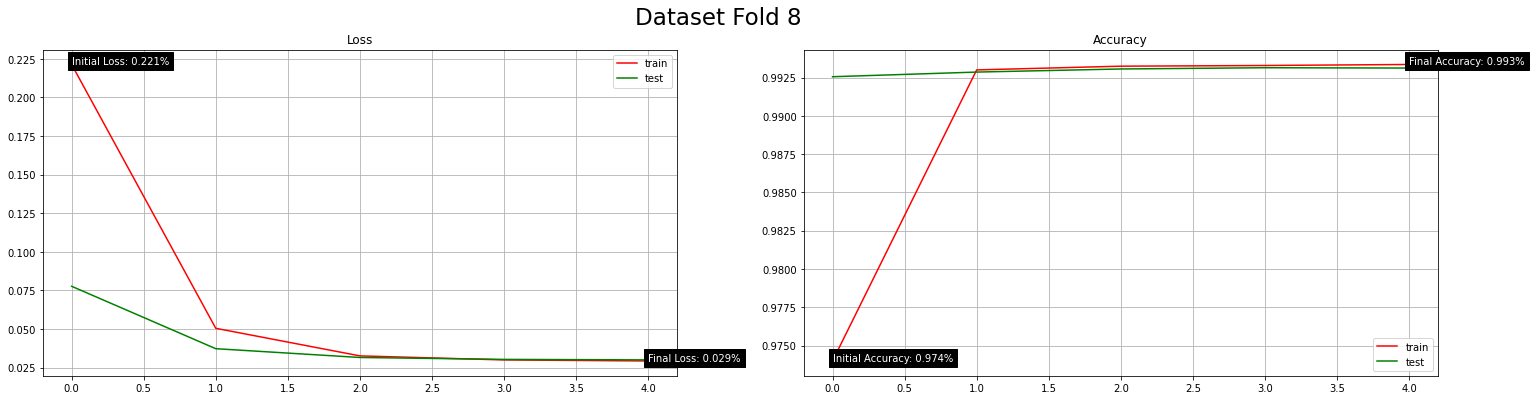 Dataset Fold 8
Loss
Initial Loss: 0.221%
train
test
0.225
0.200
0.175
0.150
0.125
0.100
0.075
0.050
0.025
Final Loss: 0.029%
0.0 0.5 1.0 1.5 2.0 2.5 3.0 3.5 4.0
Accuracy
Final Accuracy: 0.993%
0.9925
0.9900
0.9875
0.9850
0.9825
0.9800
0.9775
0.9750
Initial Accuracy: 0.974%
train
test
0.0 0.5 1.0 1.5 2.0 2.5 3.0 3.5 4.0